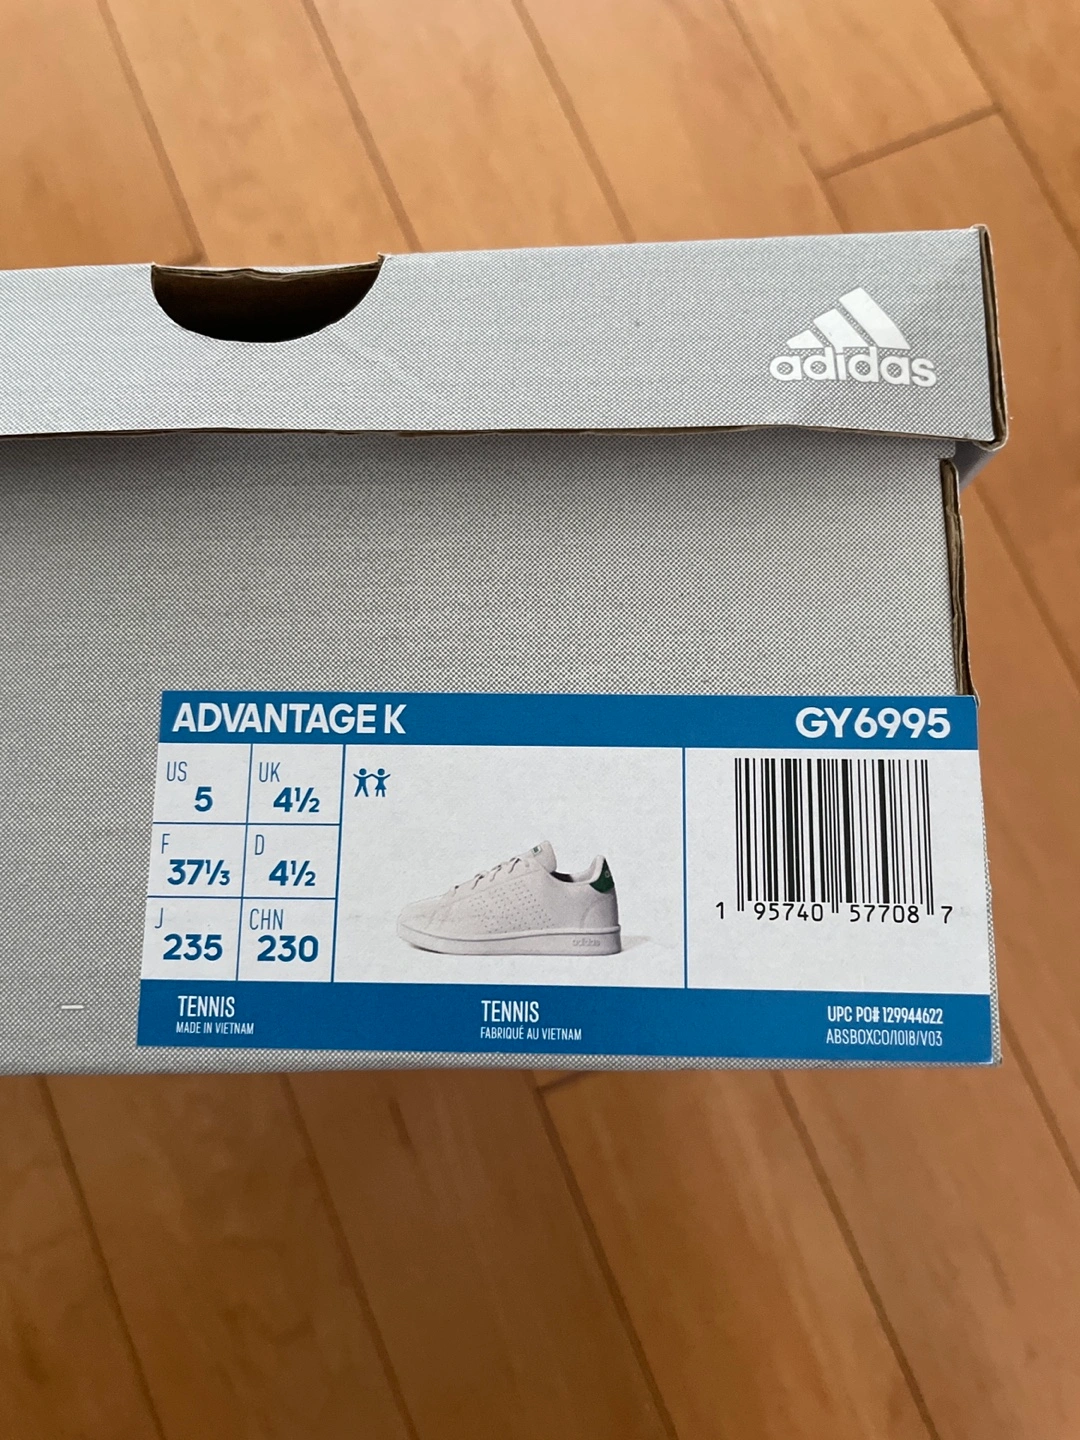 adidas
ADVANTAGE K GY6995
US 5 UK 4½
F 37⅓ D 4½
J 235 CHN 230
adidas
1 95740 57708 7
TENNIS
MADE IN VIETNAM
TENNIS
FABRIQUÉ AU VIETNAM
UPC PO# 129944622
ABSBOXCO/1018/V03